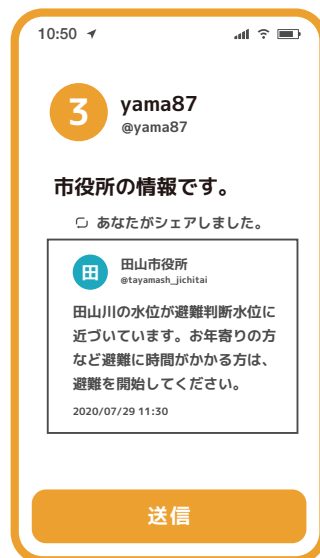 10:50
3
yama87
@yama87
市役所の情報です。
あなたがシェアしました。
田
田山市役所
@tayamash_jichitai
田山川の水位が避難判断水位に
近づいています。お年寄りの方
など避難に時間がかかる方は、
避難を開始してください。
2020/07/29 11:30
送信